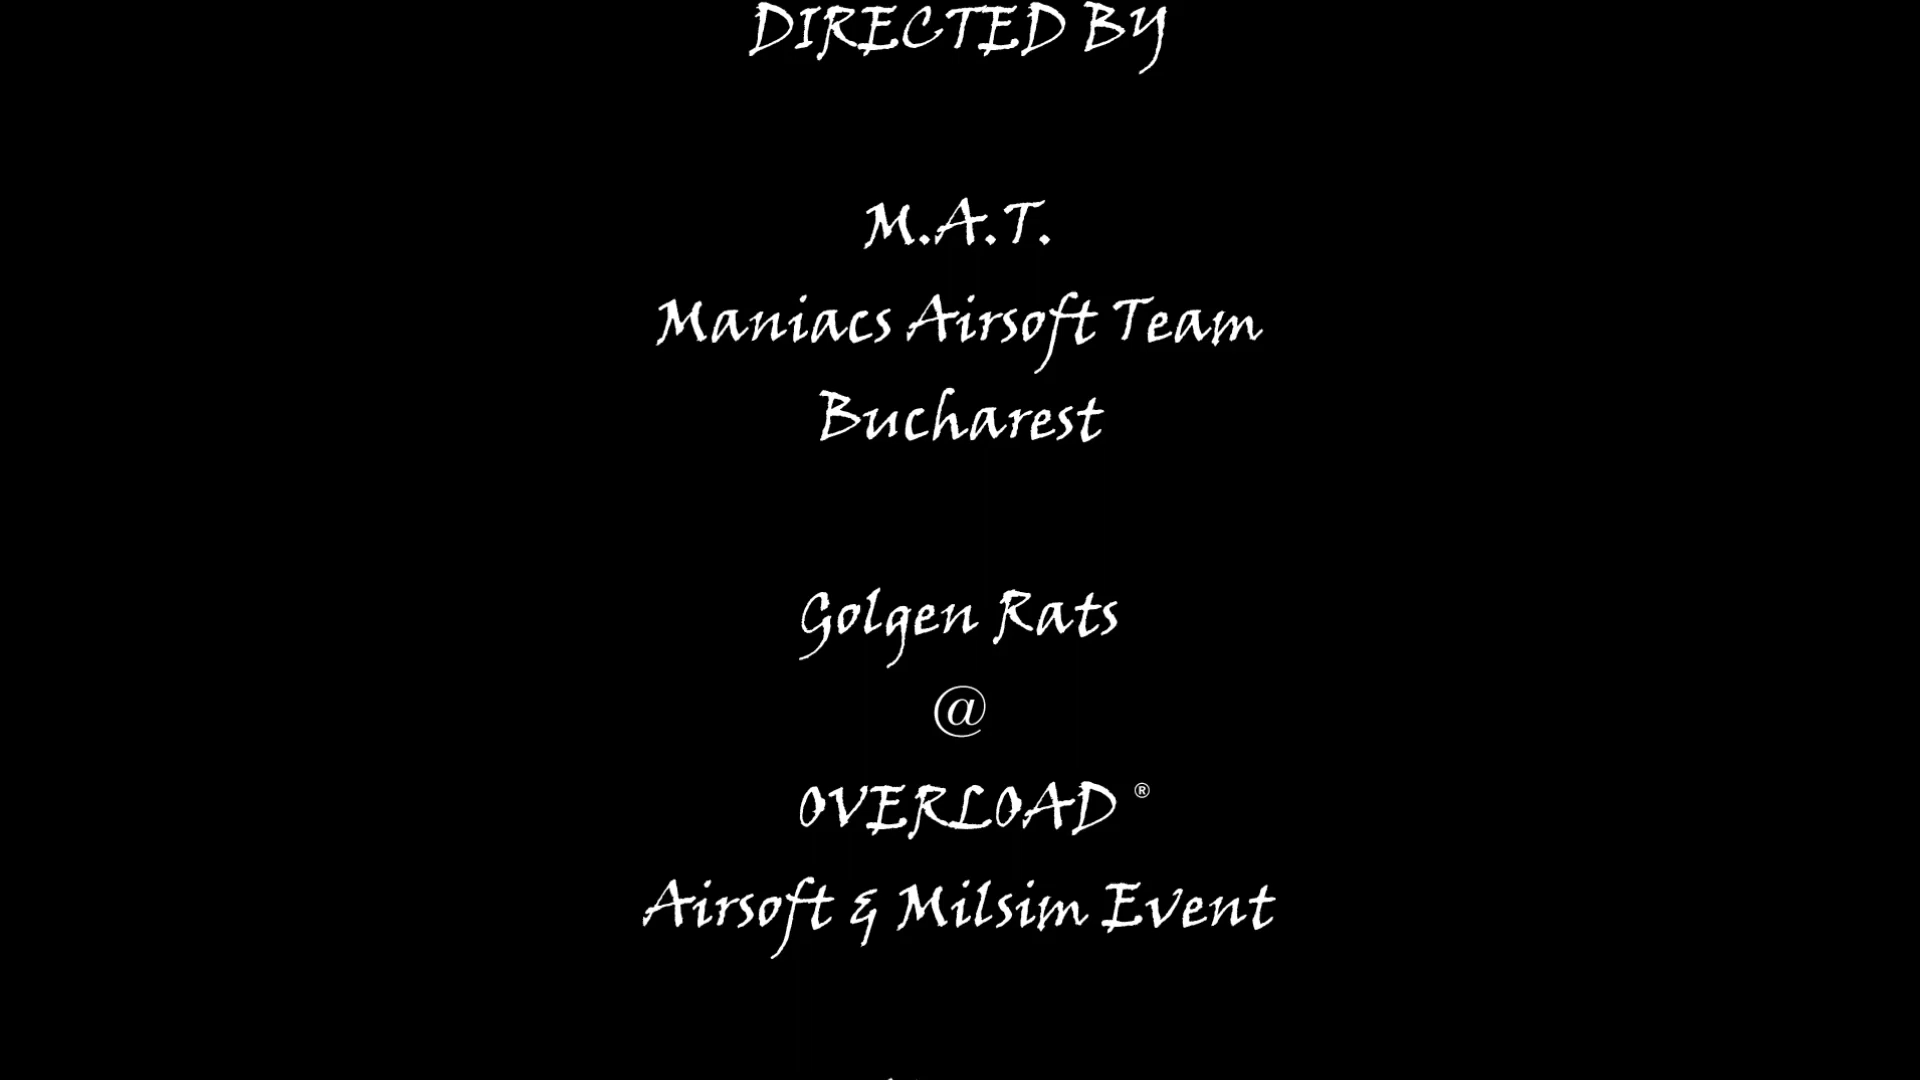 DIRECTED BY
M.A.T.
Maniacs Airsoft Team
Bucharest
Golgen Rats
@
OVERLOAD ®
Airsoft & Milsim Event